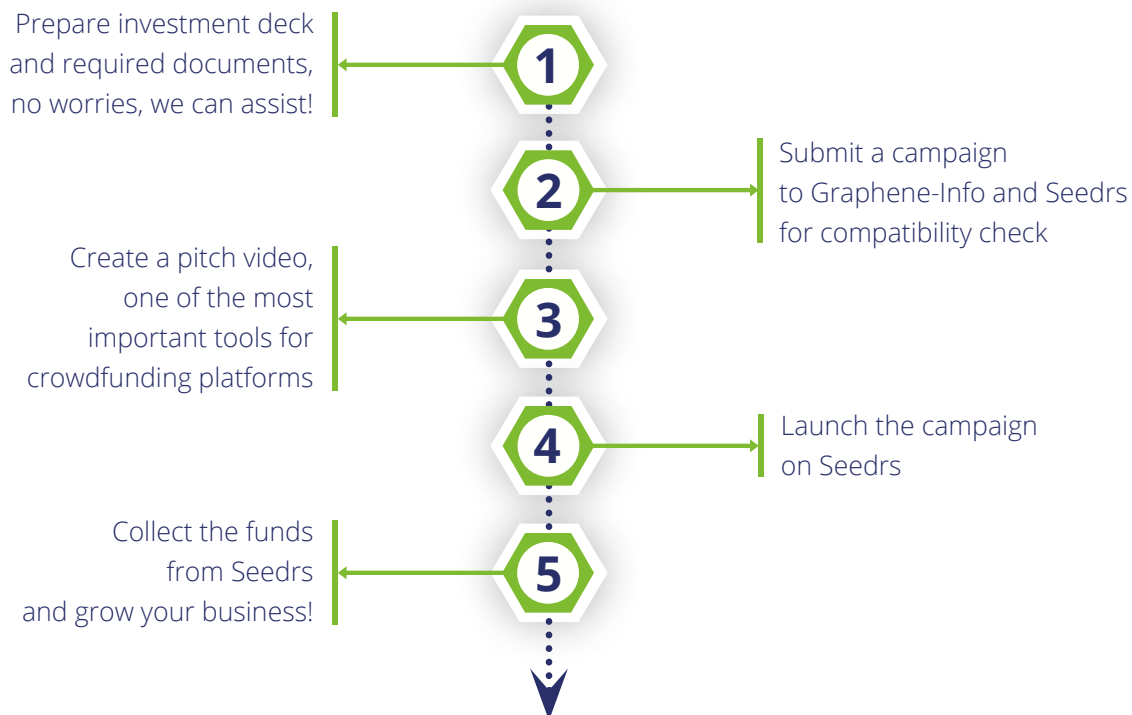 1
Prepare investment deck
and required documents,
no worries, we can assist!
2
Submit a campaign
to Graphene-Info and Seedrs
for compatibility check
3
Create a pitch video,
one of the most
important tools for
crowdfunding platforms
4
Launch the campaign
on Seedrs
5
Collect the funds
from Seedrs
and grow your business!